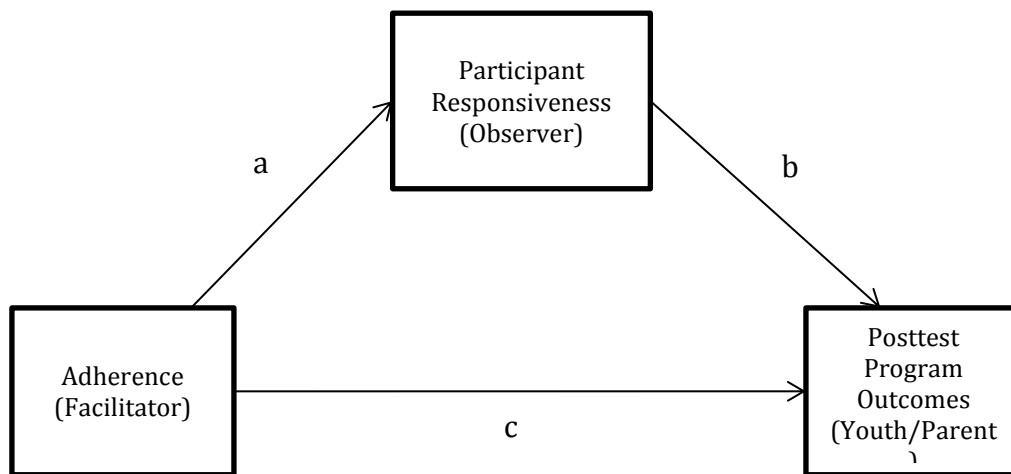 Participant
Responsiveness
(Observer)
a
b
Adherence
(Facilitator)
c
Posttest
Program
Outcomes
(Youth/Parent
)